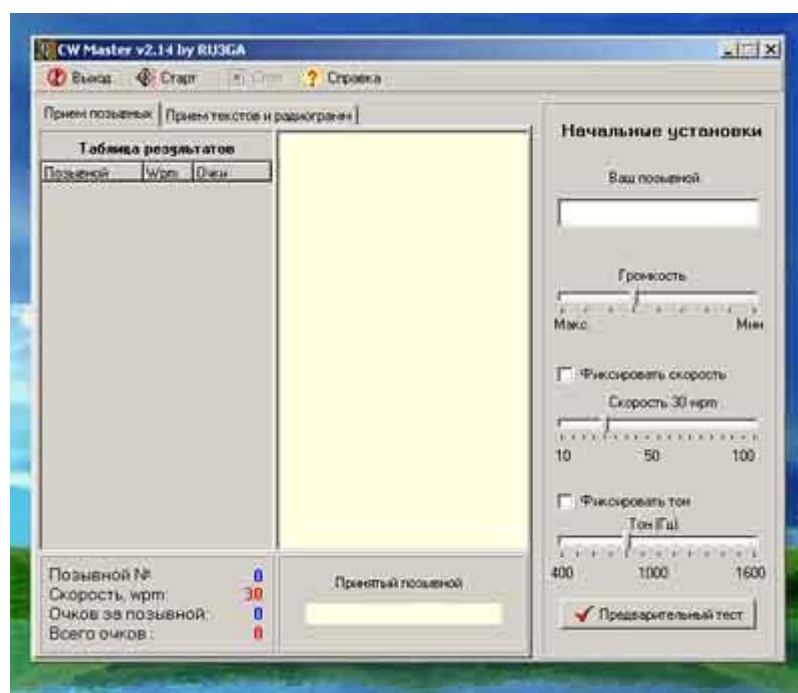 CW Master v2.14 by RU3GA
Выход Старт Стоп Справка
Прием позывных Прием текстов и радиограмм
Таблица результатов
Позывной Wpm Очки
Начальные установки
Ваш позывной
Громкость
Макс. Мин
Фиксировать скорость
Скорость 30 wpm
10 50 100
Фиксировать тон
Тон (Гц)
400 1000 1600
Предварительный тест
Позывной № 0
Скорость, wpm 30
Очков за позывной: 0
Всего очков : 0
Принятый позывной